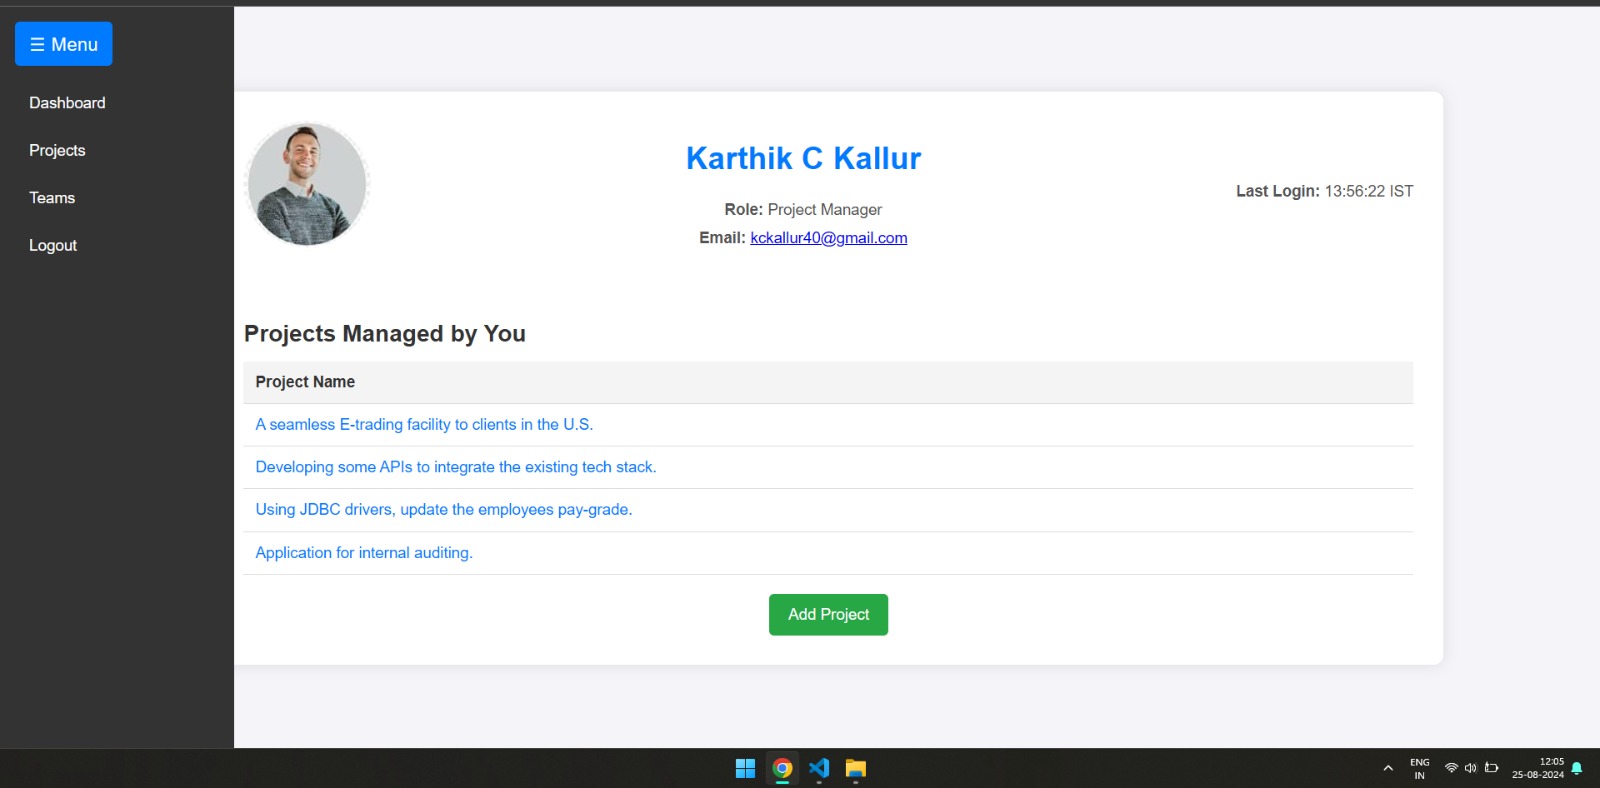 ☰ Menu
Dashboard
Projects
Teams
Logout
Karthik C Kallur
Role: Project Manager
Email: kckallur40@gmail.com
Last Login: 13:56:22 IST
Projects Managed by You
Project Name
A seamless E-trading facility to clients in the U.S.
Developing some APIs to integrate the existing tech stack.
Using JDBC drivers, update the employees pay-grade.
Application for internal auditing.
Add Project
ENG
IN
12:05
25-08-2024